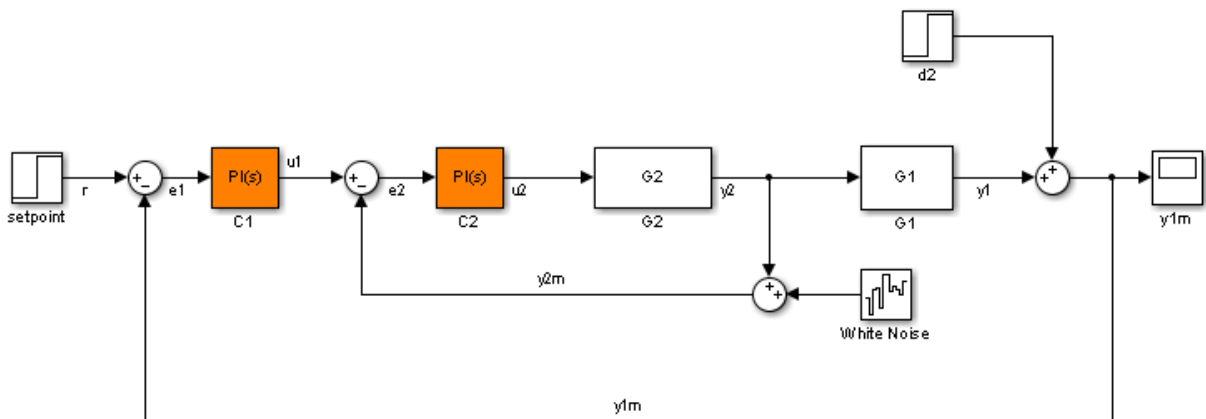 d2
setpoint
r
+
−
e1
PI(s)
C1
u1
+
−
e2
PI(s)
C2
u2
G2
G2
y2
G1
G1
y1
+
+
y1m
y2m
+
+
White Noise
y1m